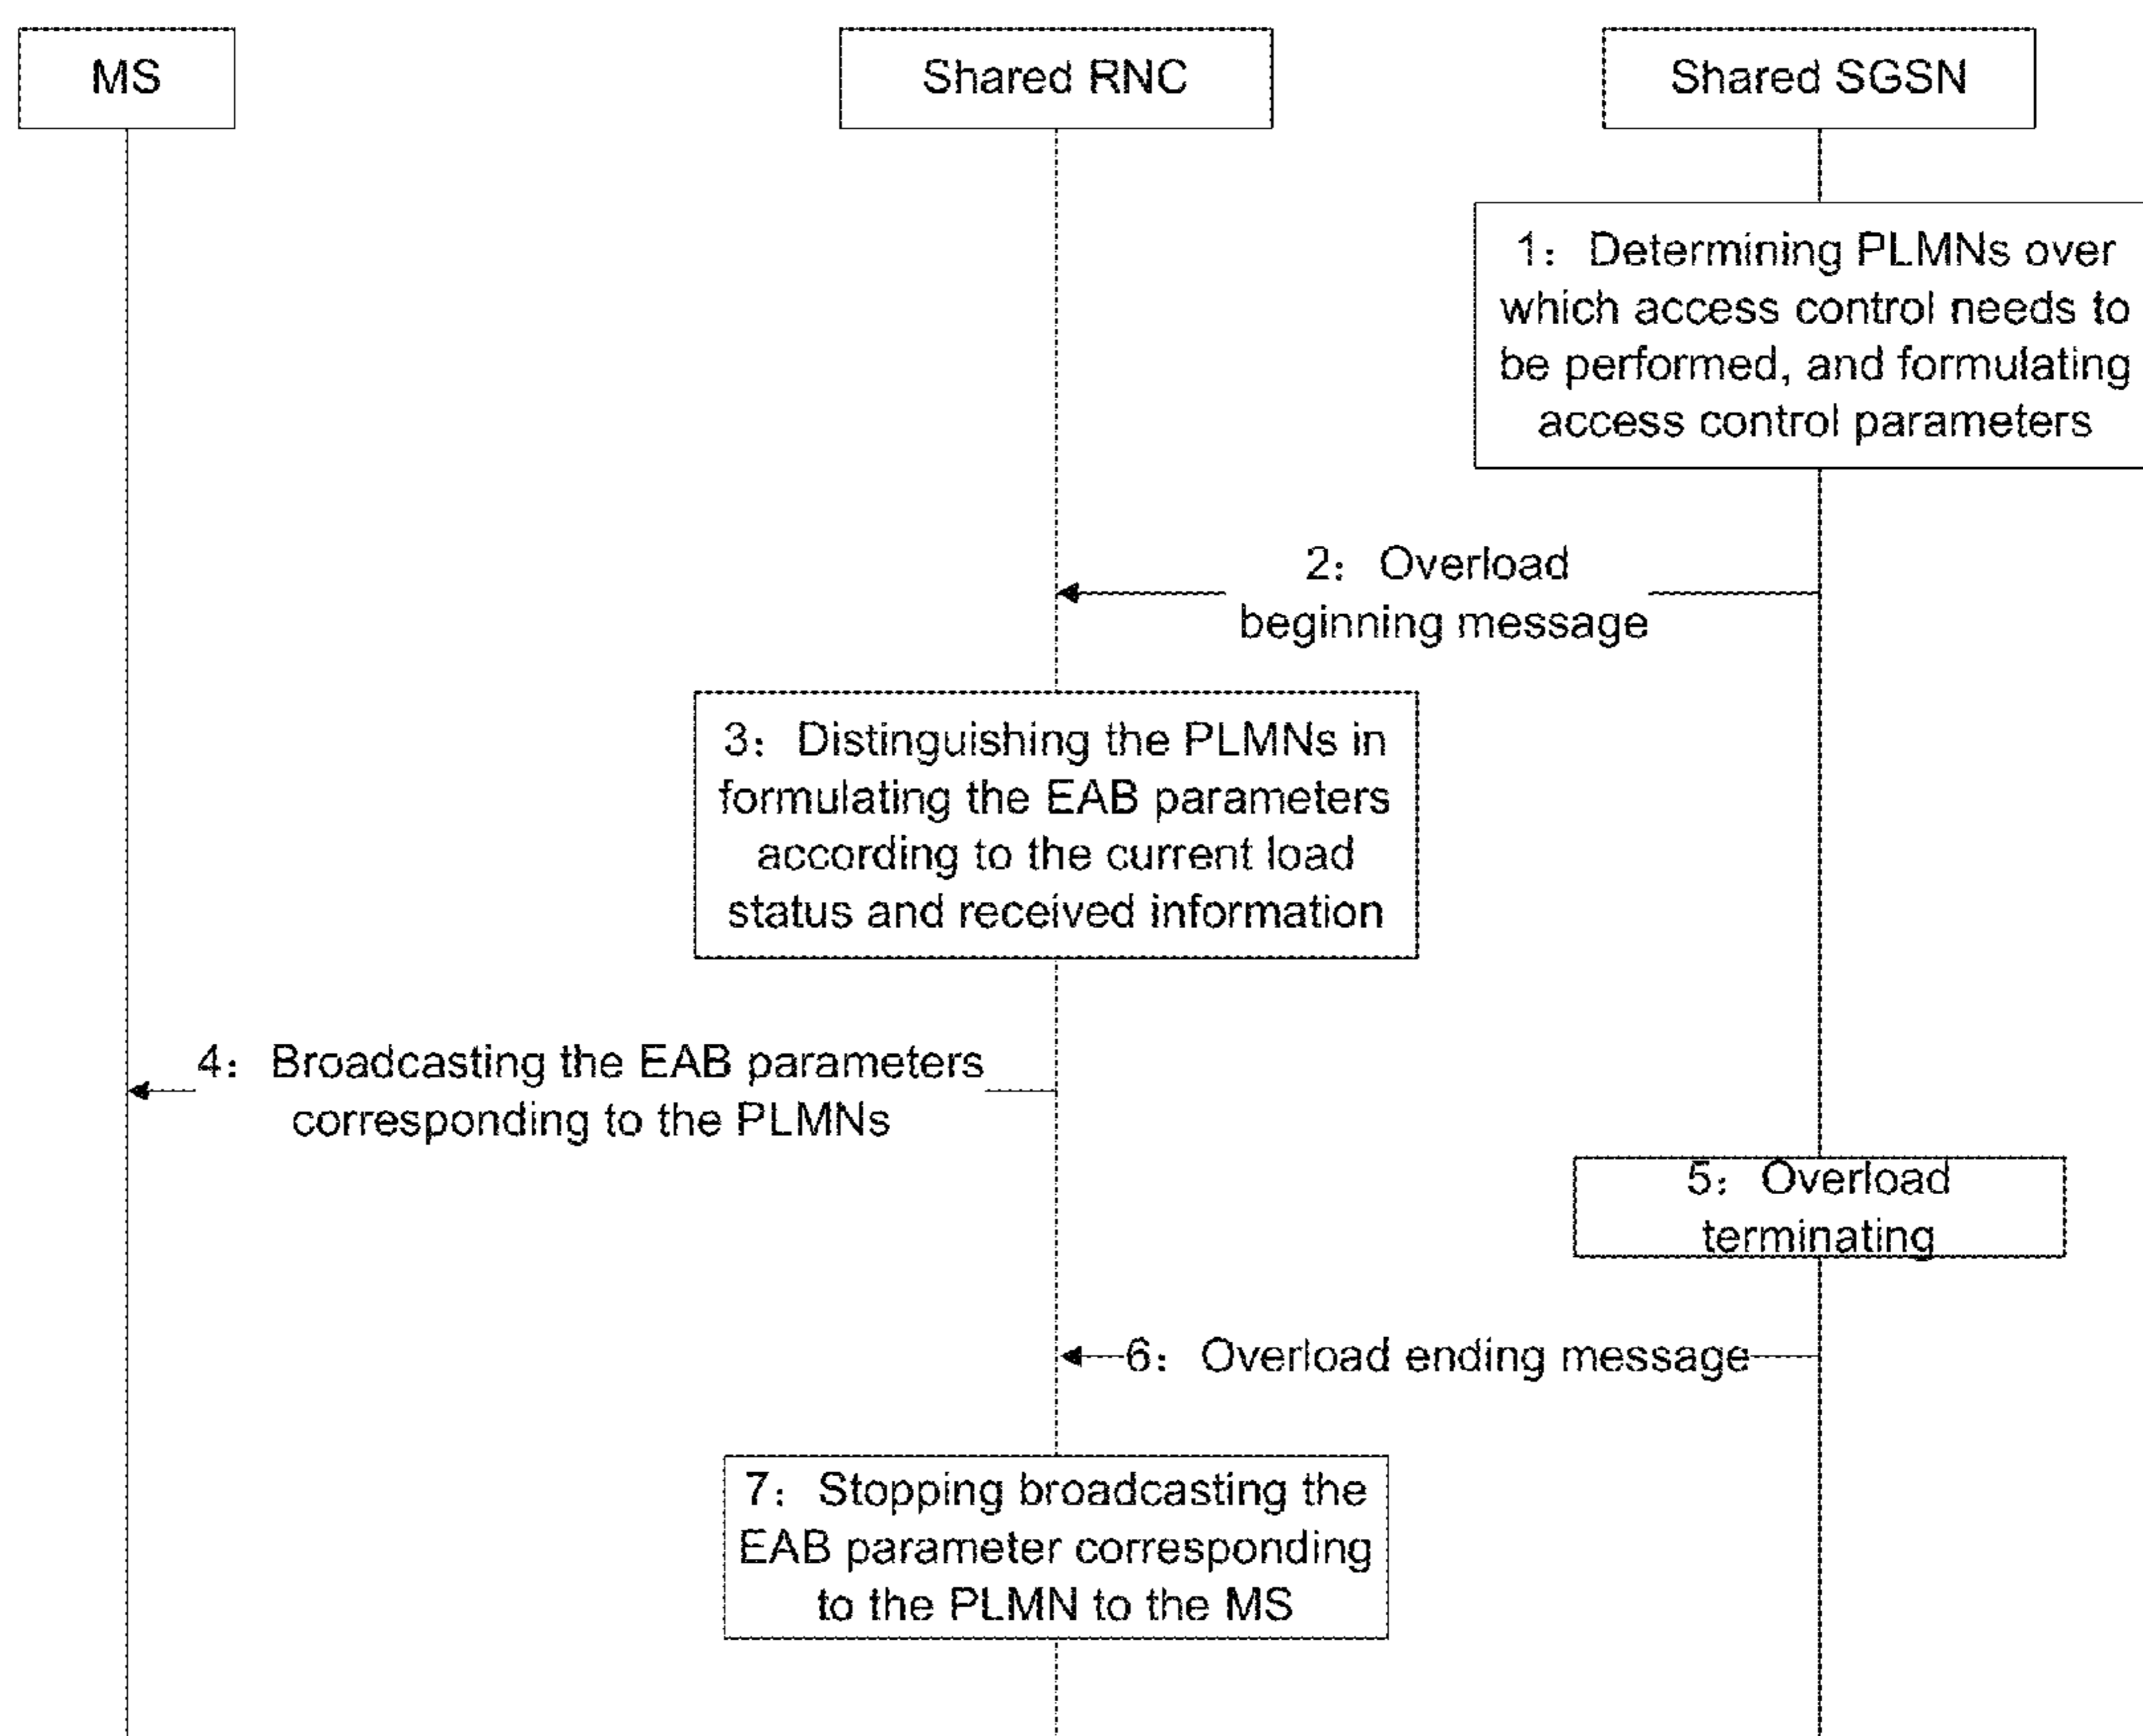 MS
Shared RNC
Shared SGSN
1: Determining PLMNs over
which access control needs to
be performed, and formulating
access control parameters
2: Overload
beginning message
3: Distinguishing the PLMNs in
formulating the EAB parameters
according to the current load
status and received information
4: Broadcasting the EAB parameters
corresponding to the PLMNs
5: Overload
terminating
6: Overload ending message
7: Stopping broadcasting the
EAB parameter corresponding
to the PLMN to the MS